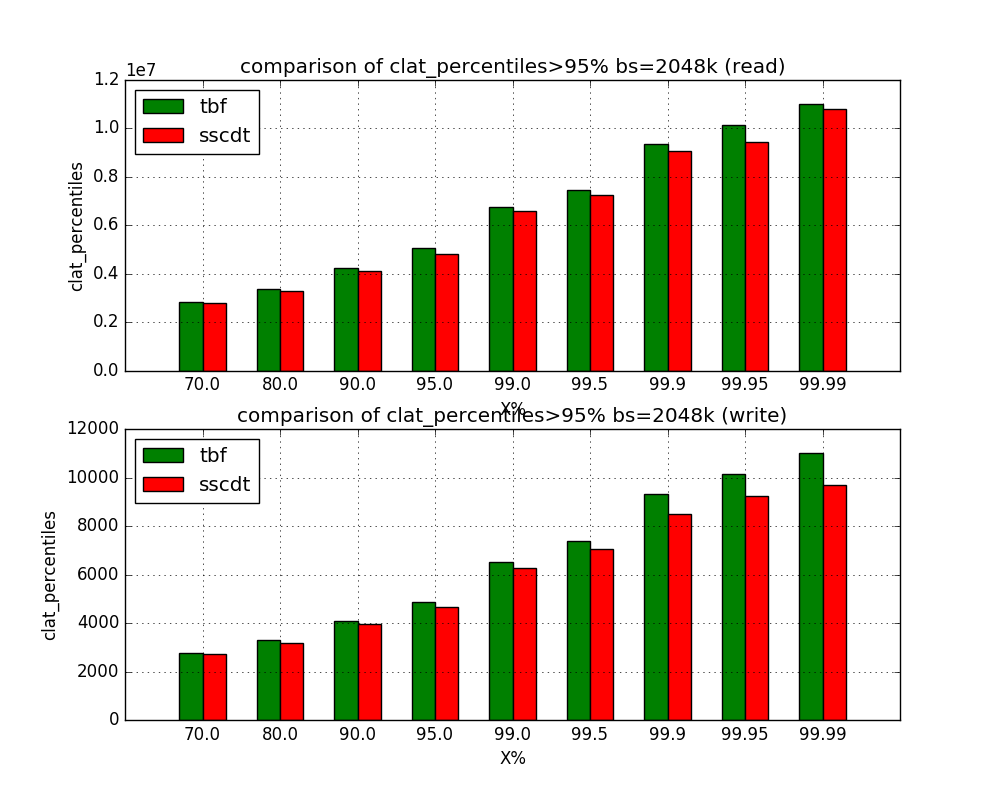 comparison of clat_percentiles>95% bs=2048k (read)
1e7
1.2
1.0
0.8
0.6
0.4
0.2
0.0
clat_percentiles
tbf
sscdt
70.0 80.0 90.0 95.0 99.0 99.5 99.9 99.95 99.99
X%
comparison of clat_percentiles>95% bs=2048k (write)
12000
10000
8000
6000
4000
2000
0
clat_percentiles
tbf
sscdt
70.0 80.0 90.0 95.0 99.0 99.5 99.9 99.95 99.99
X%